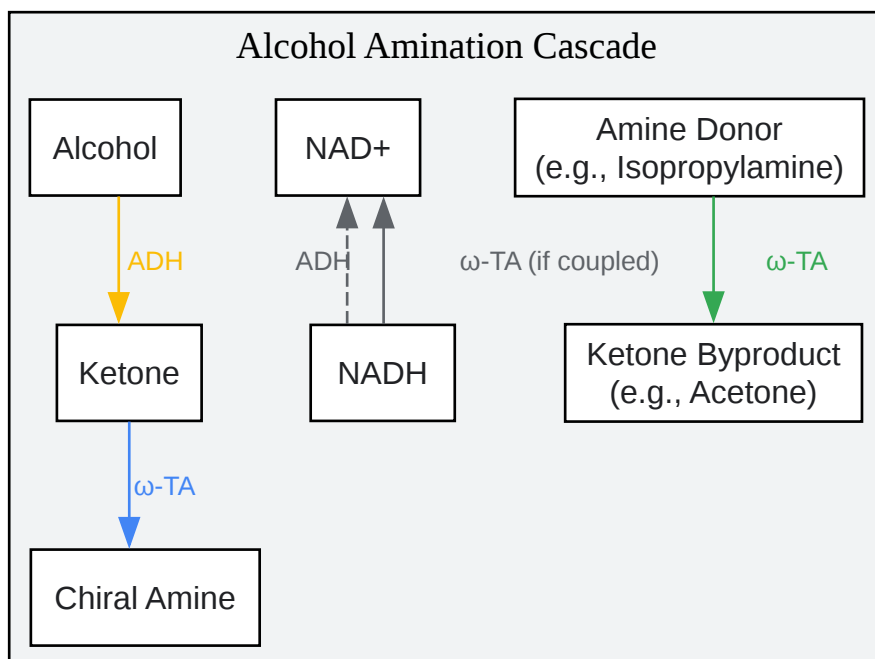 Alcohol Amination Cascade
Alcohol
NAD+
Amine Donor
(e.g., Isopropylamine)
ADH
ADH
ω-TA (if coupled)
ω-TA
Ketone
NADH
Ketone Byproduct
(e.g., Acetone)
ω-TA
Chiral Amine